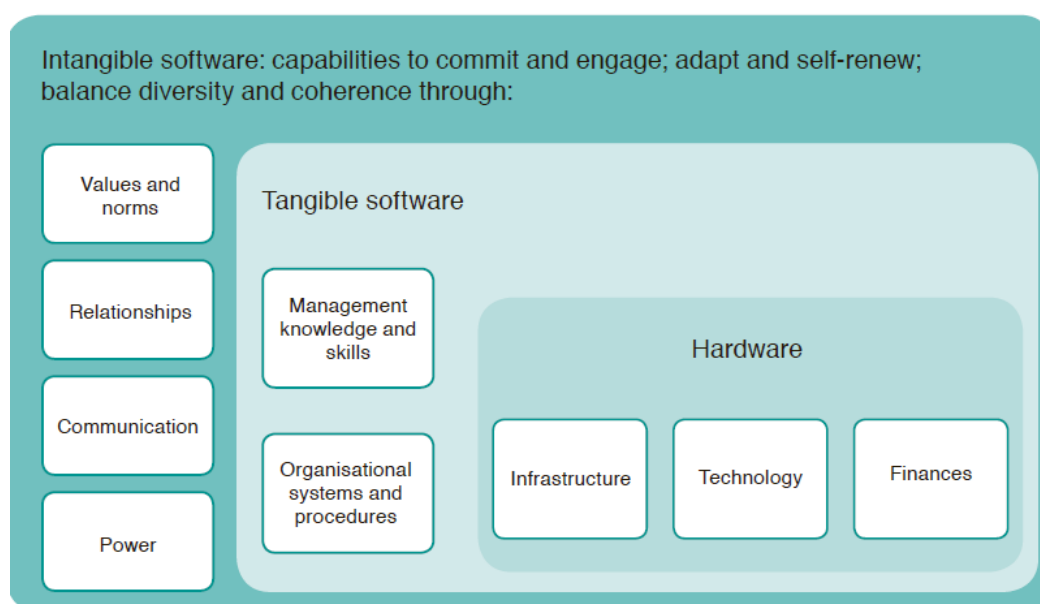 Intangible software: capabilities to commit and engage; adapt and self-renew;
balance diversity and coherence through:
Values and
norms
Relationships
Communication
Power
Tangible software
Management
knowledge and
skills
Organisational
systems and
procedures
Hardware
Infrastructure
Technology
Finances